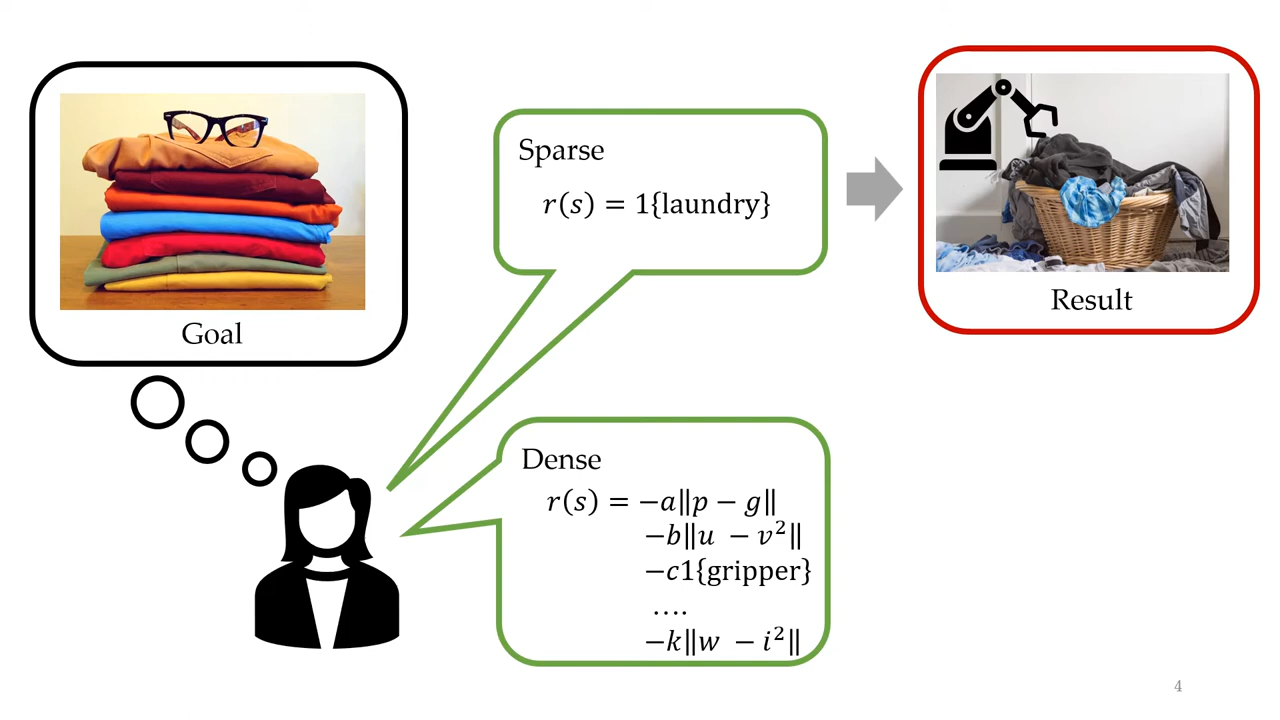 Goal
Sparse
r(s) = 1{laundry}
Result
Dense
r(s) = −a‖p − g‖
−b‖u − v²‖
−c1{gripper}
....
−k‖w − i²‖
4